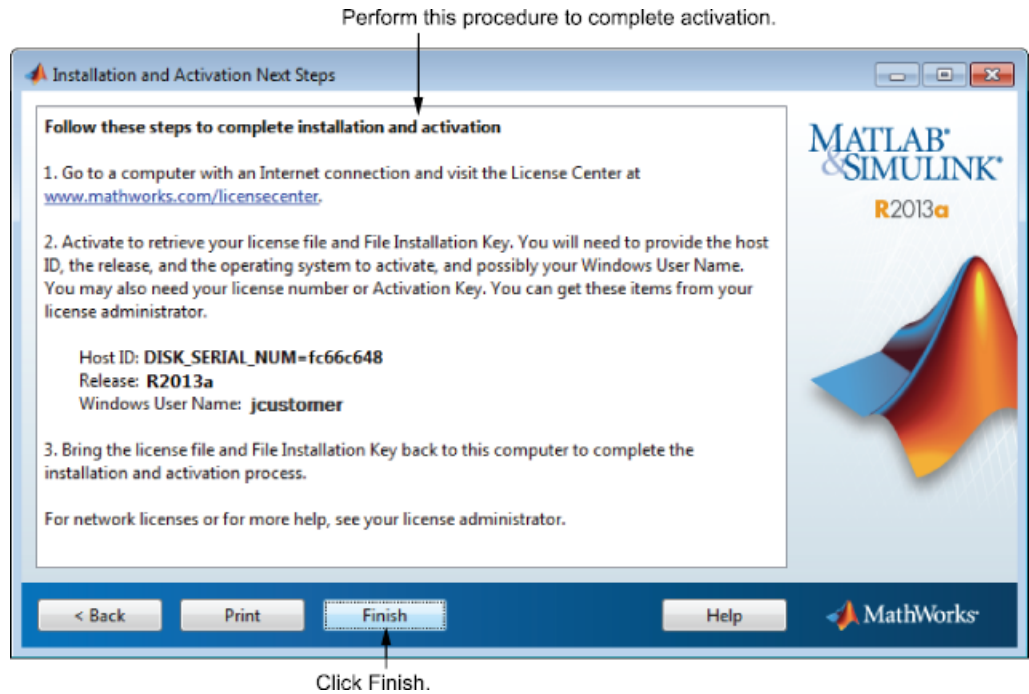 Perform this procedure to complete activation.
Installation and Activation Next Steps
Follow these steps to complete installation and activation
1. Go to a computer with an Internet connection and visit the License Center at
www.mathworks.com/licensecenter.
2. Activate to retrieve your license file and File Installation Key. You will need to provide the host
ID, the release, and the operating system to activate, and possibly your Windows User Name.
You may also need your license number or Activation Key. You can get these items from your
license administrator.
Host ID: DISK_SERIAL_NUM=fc66c648
Release: R2013a
Windows User Name: jcustomer
3. Bring the license file and File Installation Key back to this computer to complete the
installation and activation process.
For network licenses or for more help, see your license administrator.
MATLAB®
&SIMULINK®
R2013a
< Back
Print
Finish
Help
MathWorks®
Click Finish.